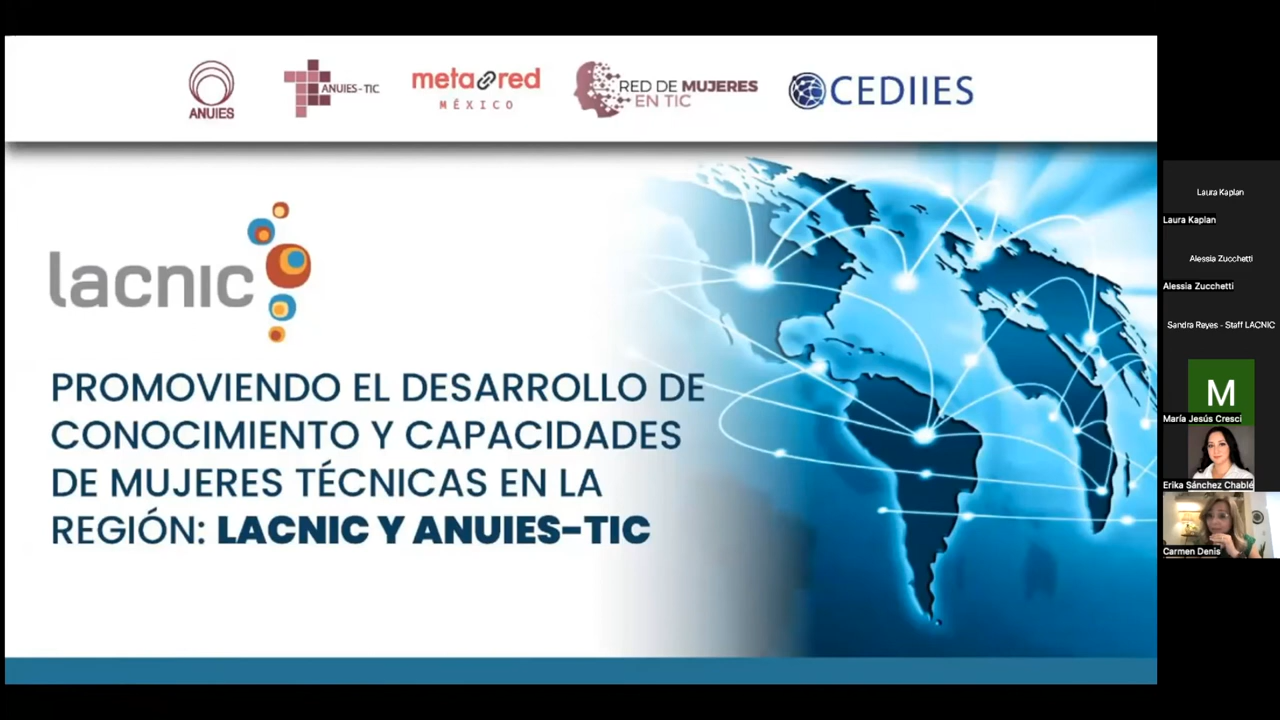 ANUIES
ANUIES-TIC
meta red
MÉXICO
RED DE MUJERES
EN TIC
CEDIIES
lacnic
PROMOVIENDO EL DESARROLLO DE
CONOCIMIENTO Y CAPACIDADES
DE MUJERES TÉCNICAS EN LA
REGIÓN: LACNIC Y ANUIES-TIC
Laura Kaplan
Laura Kaplan
Alessia Zucchetti
Alessia Zucchetti
Sandra Reyes - Staff LACNIC
M
María Jesús Cresci
Erika Sánchez Chablé
Carmen Denis